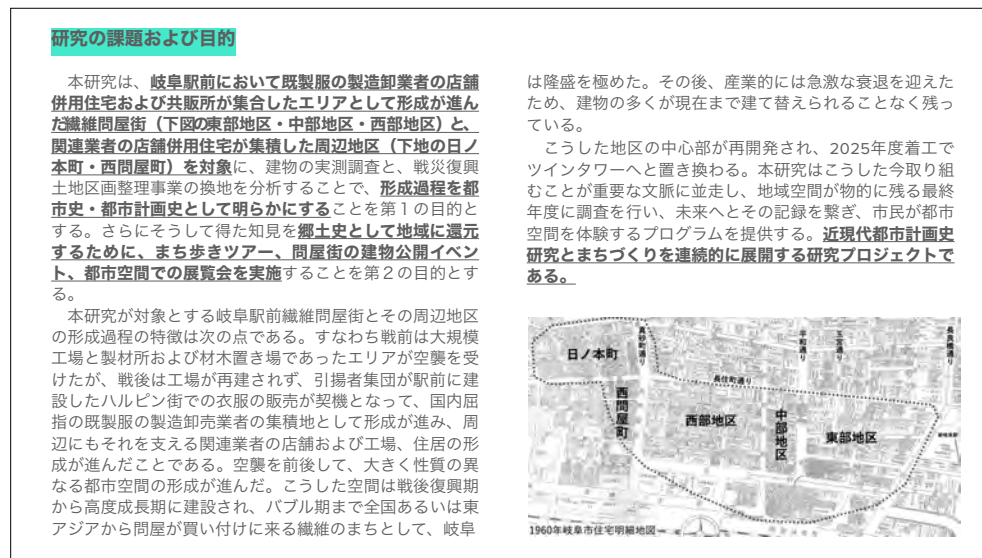 研究の課題および目的
本研究は、岐阜駅前において既製服の製造卸業者の店舗
併用住宅および共販所が集合したエリアとして形成が進ん
だ繊維問屋街（下図の東部地区・中部地区・西部地区）と、
関連業者の店舗併用住宅が集積した周辺地区（下地の日ノ
本町・西問屋町）を対象に、建物の実測調査と、戦災復興
土地区画整理事業の換地を分析することで、形成過程を都
市史・都市計画史として明らかにすることを第１の目的と
する。さらにそうして得た知見を郷土史として地域に還元
するために、まち歩きツアー、問屋街の建物公開イベン
ト、都市空間での展覧会を実施することを第２の目的とす
る。
本研究が対象とする岐阜駅前繊維問屋街とその周辺地区
の形成過程の特徴は次の点である。すなわち戦前は大規模
工場と製材所および材木置き場であったエリアが空襲を受
けたが、戦後は工場が再建されず、引揚者集団が駅前に建
設したハルピン街での衣服の販売が契機となって、国内屈
指の既製服の製造卸売業者の集積地として形成が進み、周
辺にもそれを支える関連業者の店舗および工場、住居の形
成が進んだことである。空襲を前後して、大きく性質の異
なる都市空間の形成が進んだ。こうした空間は戦後復興期
から高度成長期に建設され、バブル期まで全国あるいは東
アジアから問屋が買い付けに来る繊維のまちとして、岐阜
は隆盛を極めた。その後、産業的には急激な衰退を迎えた
ため、建物の多くが現在まで建て替えられることなく残っ
ている。
こうした地区の中心部が再開発され、2025年度着工で
ツインタワーへと置き換わる。本研究はこうした今取り組
むことが重要な文脈に並走し、地域空間が物的に残る最終
年度に調査を行い、未来へとその記録を繋ぎ、市民が都市
空間を体験するプログラムを提供する。近現代都市計画史
研究とまちづくりを連続的に展開する研究プロジェクトで
ある。
日ノ本町
真砂町通り
平和通り
玉宮通り
長良橋通り
長住町通り
西問屋町
西部地区
中部地区
東部地区
1960年岐阜市住宅明細地図